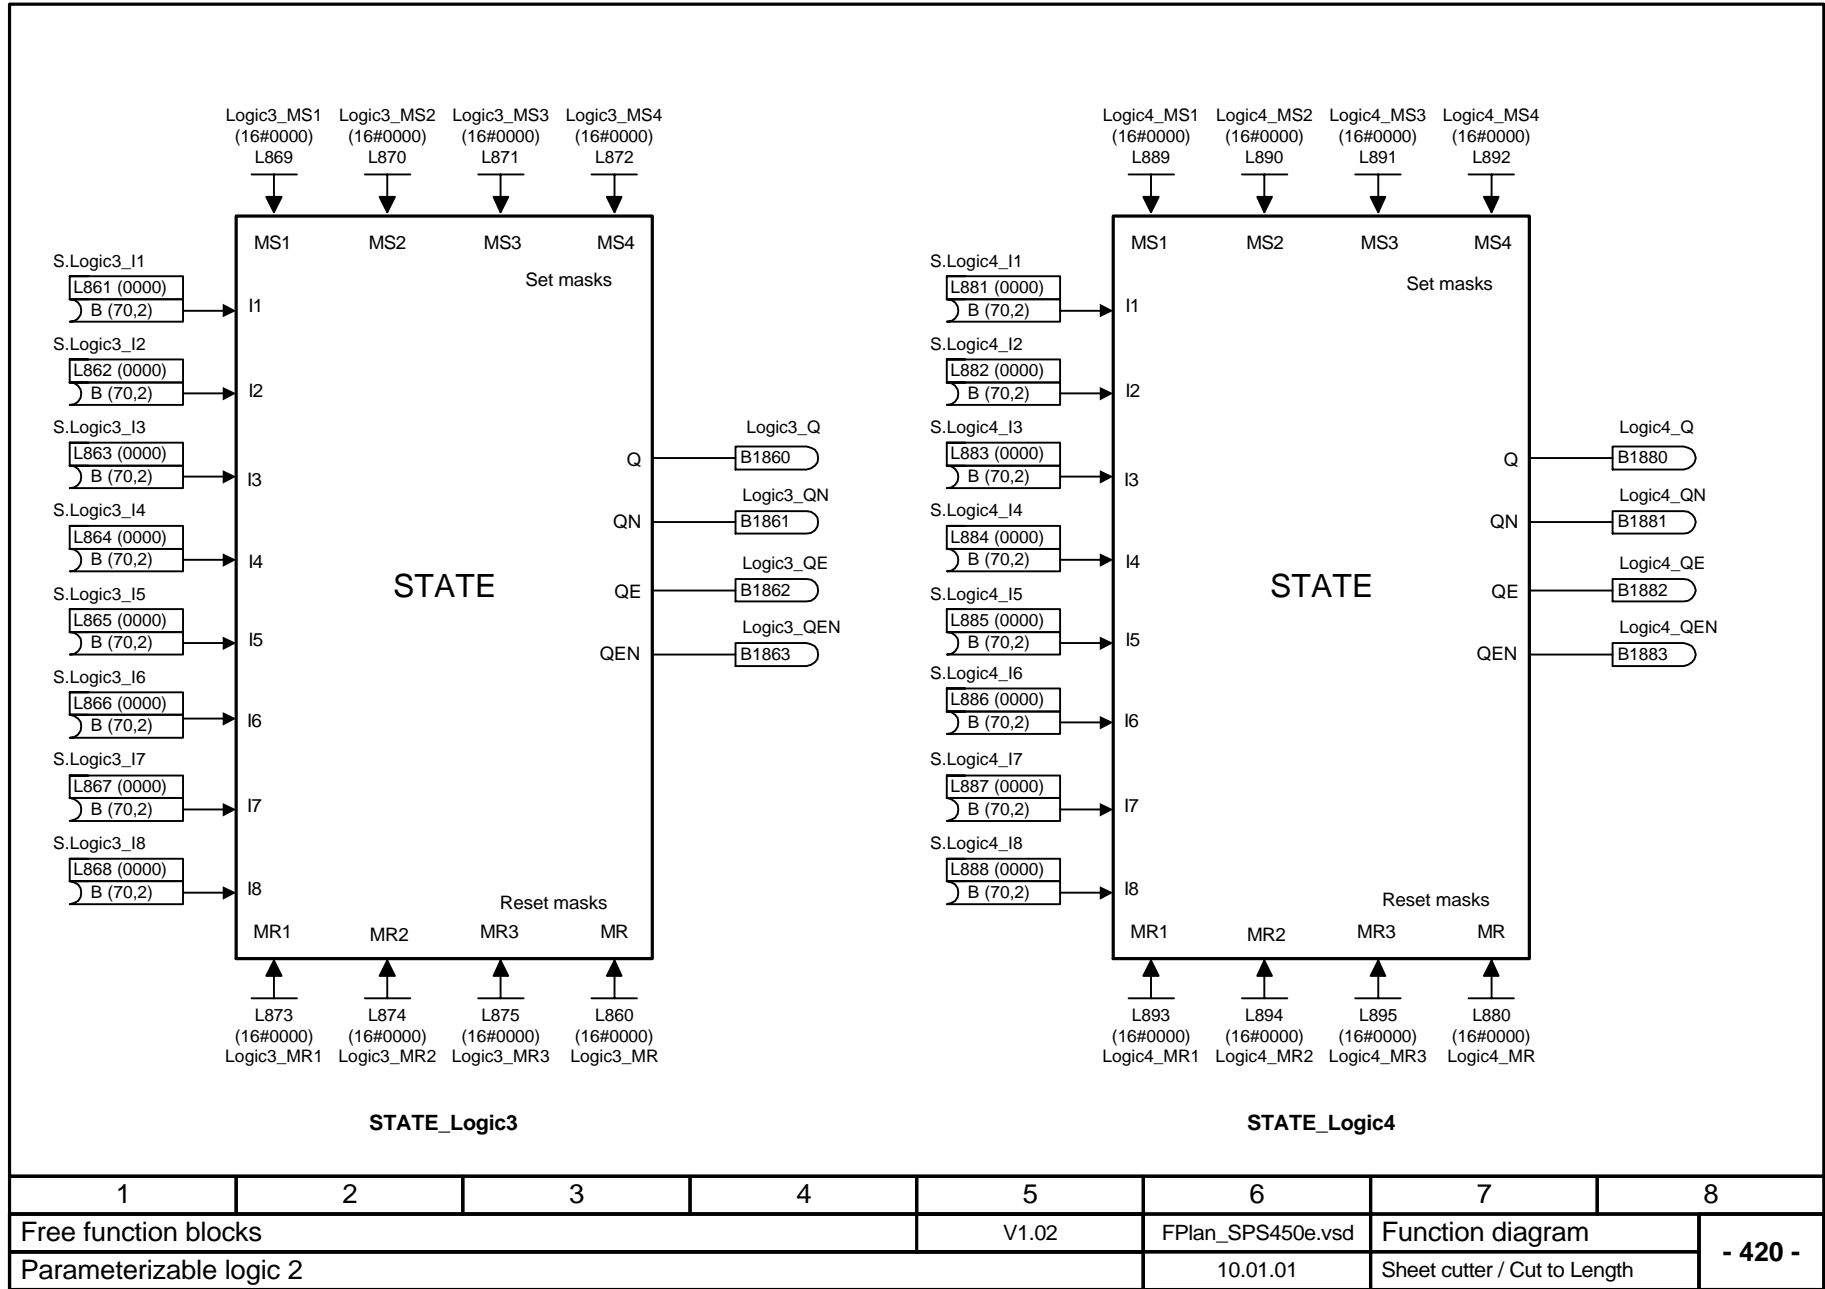 Logic3_MS1 Logic3_MS2 Logic3_MS3 Logic3_MS4
(16#0000) (16#0000) (16#0000) (16#0000)
L869 L870 L871 L872
MS1 MS2 MS3 MS4
Set masks
S.Logic3_I1
L861 (0000)
B (70,2)
I1
S.Logic3_I2
L862 (0000)
B (70,2)
I2
S.Logic3_I3
L863 (0000)
B (70,2)
I3
S.Logic3_I4
L864 (0000)
B (70,2)
I4
S.Logic3_I5
L865 (0000)
B (70,2)
I5
S.Logic3_I6
L866 (0000)
B (70,2)
I6
S.Logic3_I7
L867 (0000)
B (70,2)
I7
S.Logic3_I8
L868 (0000)
B (70,2)
I8
STATE
Logic3_Q
Q B1860
Logic3_QN
QN B1861
Logic3_QE
QE B1862
Logic3_QEN
QEN B1863
Reset masks
MR1 MR2 MR3 MR
L873 L874 L875 L860
(16#0000) (16#0000) (16#0000) (16#0000)
Logic3_MR1 Logic3_MR2 Logic3_MR3 Logic3_MR
STATE_Logic3
Logic4_MS1 Logic4_MS2 Logic4_MS3 Logic4_MS4
(16#0000) (16#0000) (16#0000) (16#0000)
L889 L890 L891 L892
MS1 MS2 MS3 MS4
Set masks
S.Logic4_I1
L881 (0000)
B (70,2)
I1
S.Logic4_I2
L882 (0000)
B (70,2)
I2
S.Logic4_I3
L883 (0000)
B (70,2)
I3
S.Logic4_I4
L884 (0000)
B (70,2)
I4
S.Logic4_I5
L885 (0000)
B (70,2)
I5
S.Logic4_I6
L886 (0000)
B (70,2)
I6
S.Logic4_I7
L887 (0000)
B (70,2)
I7
S.Logic4_I8
L888 (0000)
B (70,2)
I8
STATE
Logic4_Q
Q B1880
Logic4_QN
QN B1881
Logic4_QE
QE B1882
Logic4_QEN
QEN B1883
Reset masks
MR1 MR2 MR3 MR
L893 L894 L895 L880
(16#0000) (16#0000) (16#0000) (16#0000)
Logic4_MR1 Logic4_MR2 Logic4_MR3 Logic4_MR
STATE_Logic4
1 2 3 4 5 6 7 8
Free function blocks V1.02 FPlan_SPS450e.vsd Function diagram
Parameterizable logic 2 10.01.01 Sheet cutter / Cut to Length
- 420 -